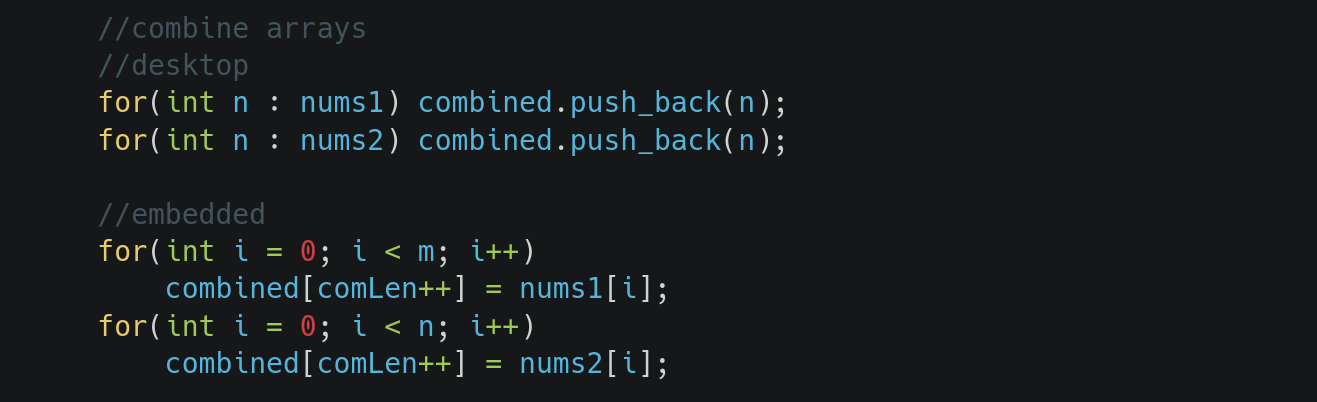 //combine arrays
//desktop
for(int n : nums1) combined.push_back(n);
for(int n : nums2) combined.push_back(n);

//embedded
for(int i = 0; i < m; i++)
    combined[comLen++] = nums1[i];
for(int i = 0; i < n; i++)
    combined[comLen++] = nums2[i];